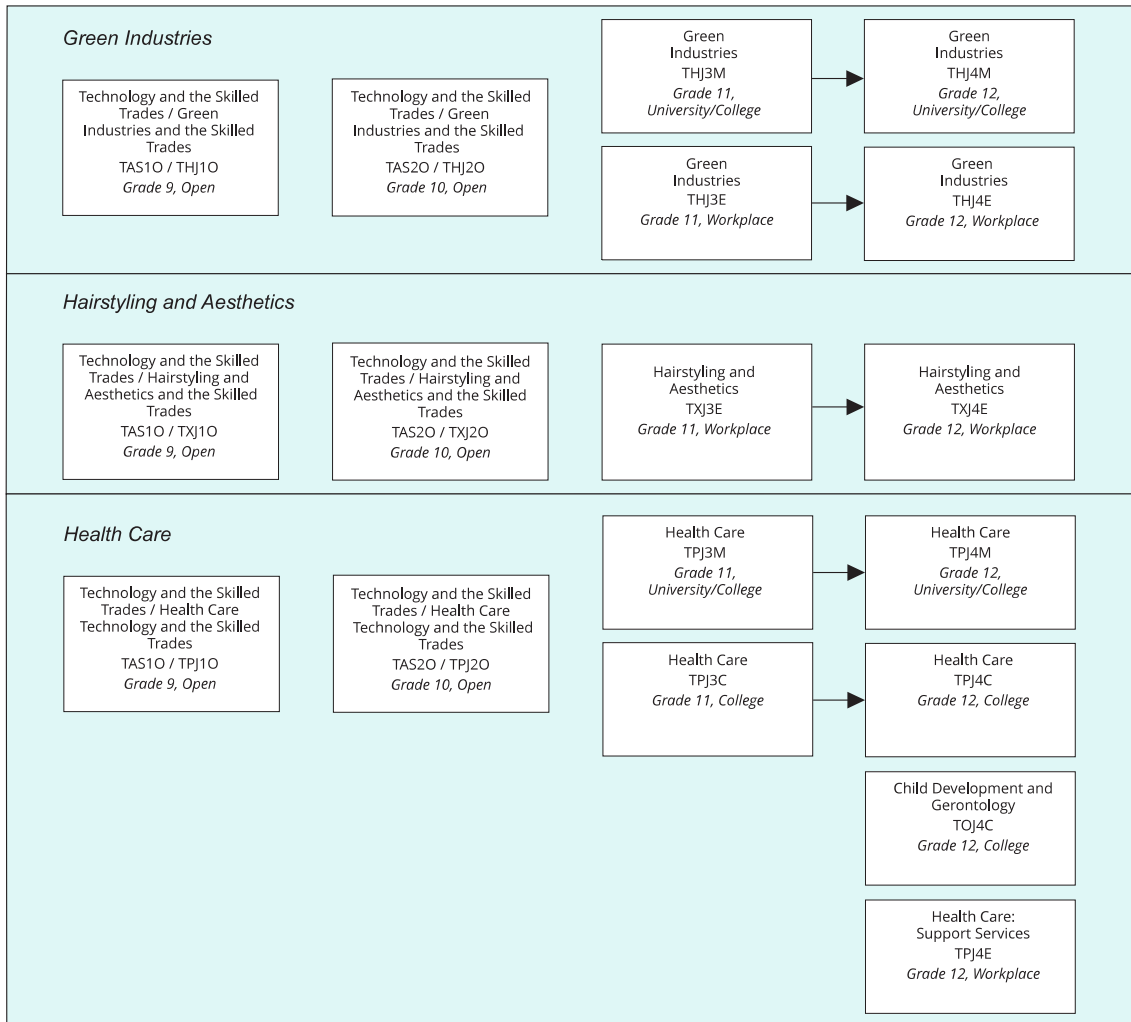 Green Industries
Technology and the Skilled
Trades / Green
Industries and the Skilled
Trades
TAS1O / THJ1O
Grade 9, Open
Technology and the Skilled
Trades / Green
Industries and the Skilled
Trades
TAS2O / THJ2O
Grade 10, Open
Green
Industries
THJ3M
Grade 11,
University/College
Green
Industries
THJ4M
Grade 12,
University/College
Green
Industries
THJ3E
Grade 11, Workplace
Green
Industries
THJ4E
Grade 12, Workplace
Hairstyling and Aesthetics
Technology and the Skilled
Trades / Hairstyling and
Aesthetics and the Skilled
Trades
TAS1O / TXJ1O
Grade 9, Open
Technology and the Skilled
Trades / Hairstyling and
Aesthetics and the Skilled
Trades
TAS2O / TXJ2O
Grade 10, Open
Hairstyling and
Aesthetics
TXJ3E
Grade 11, Workplace
Hairstyling and
Aesthetics
TXJ4E
Grade 12, Workplace
Health Care
Technology and the Skilled
Trades / Health Care
Technology and the Skilled
Trades
TAS1O / TPJ1O
Grade 9, Open
Technology and the Skilled
Trades / Health Care
Technology and the Skilled
Trades
TAS2O / TPJ2O
Grade 10, Open
Health Care
TPJ3M
Grade 11,
University/College
Health Care
TPJ4M
Grade 12,
University/College
Health Care
TPJ3C
Grade 11, College
Health Care
TPJ4C
Grade 12, College
Child Development and
Gerontology
TOJ4C
Grade 12, College
Health Care:
Support Services
TPJ4E
Grade 12, Workplace